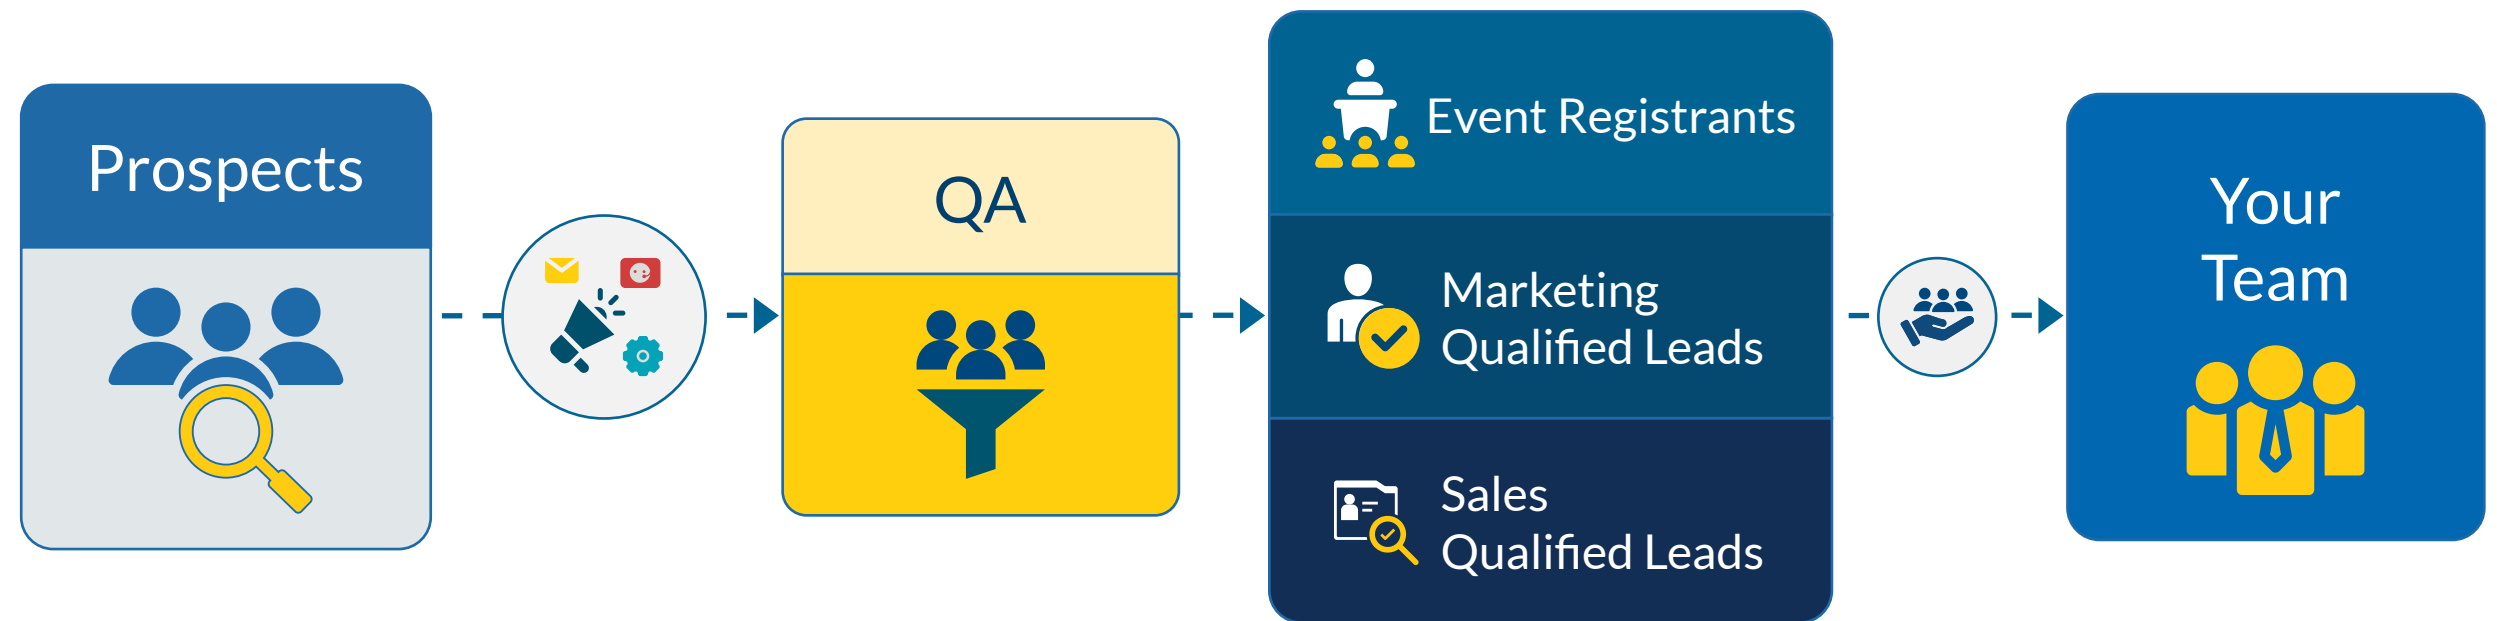 Prospects
QA
Event Registrants
Marketing
Qualified Leads
Sales
Qualified Leads
Your
Team